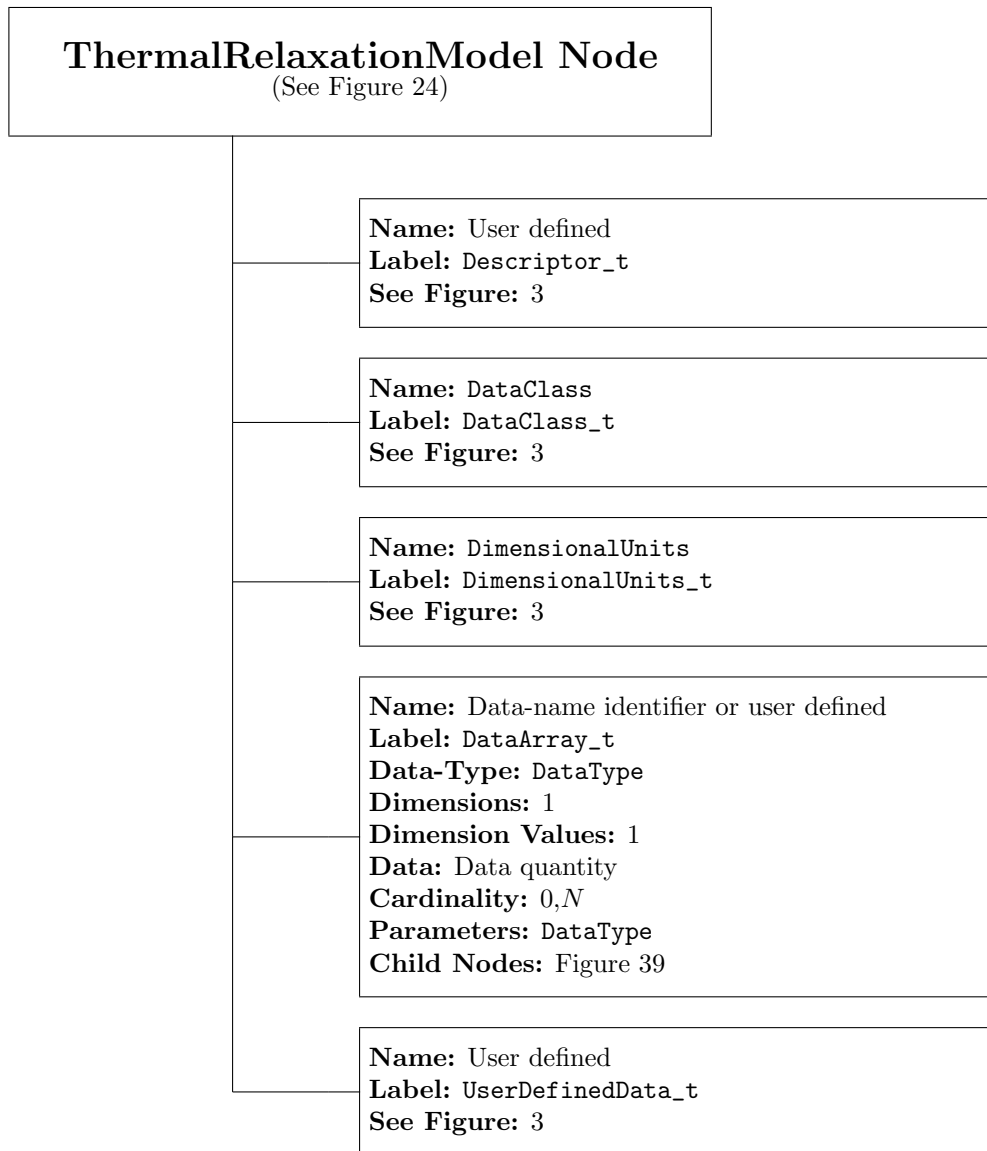 ThermalRelaxationModel Node
(See Figure 24)
Name: User defined
Label: Descriptor_t
See Figure: 3
Name: DataClass
Label: DataClass_t
See Figure: 3
Name: DimensionalUnits
Label: DimensionalUnits_t
See Figure: 3
Name: Data-name identifier or user defined
Label: DataArray_t
Data-Type: DataType
Dimensions: 1
Dimension Values: 1
Data: Data quantity
Cardinality: 0,N
Parameters: DataType
Child Nodes: Figure 39
Name: User defined
Label: UserDefinedData_t
See Figure: 3